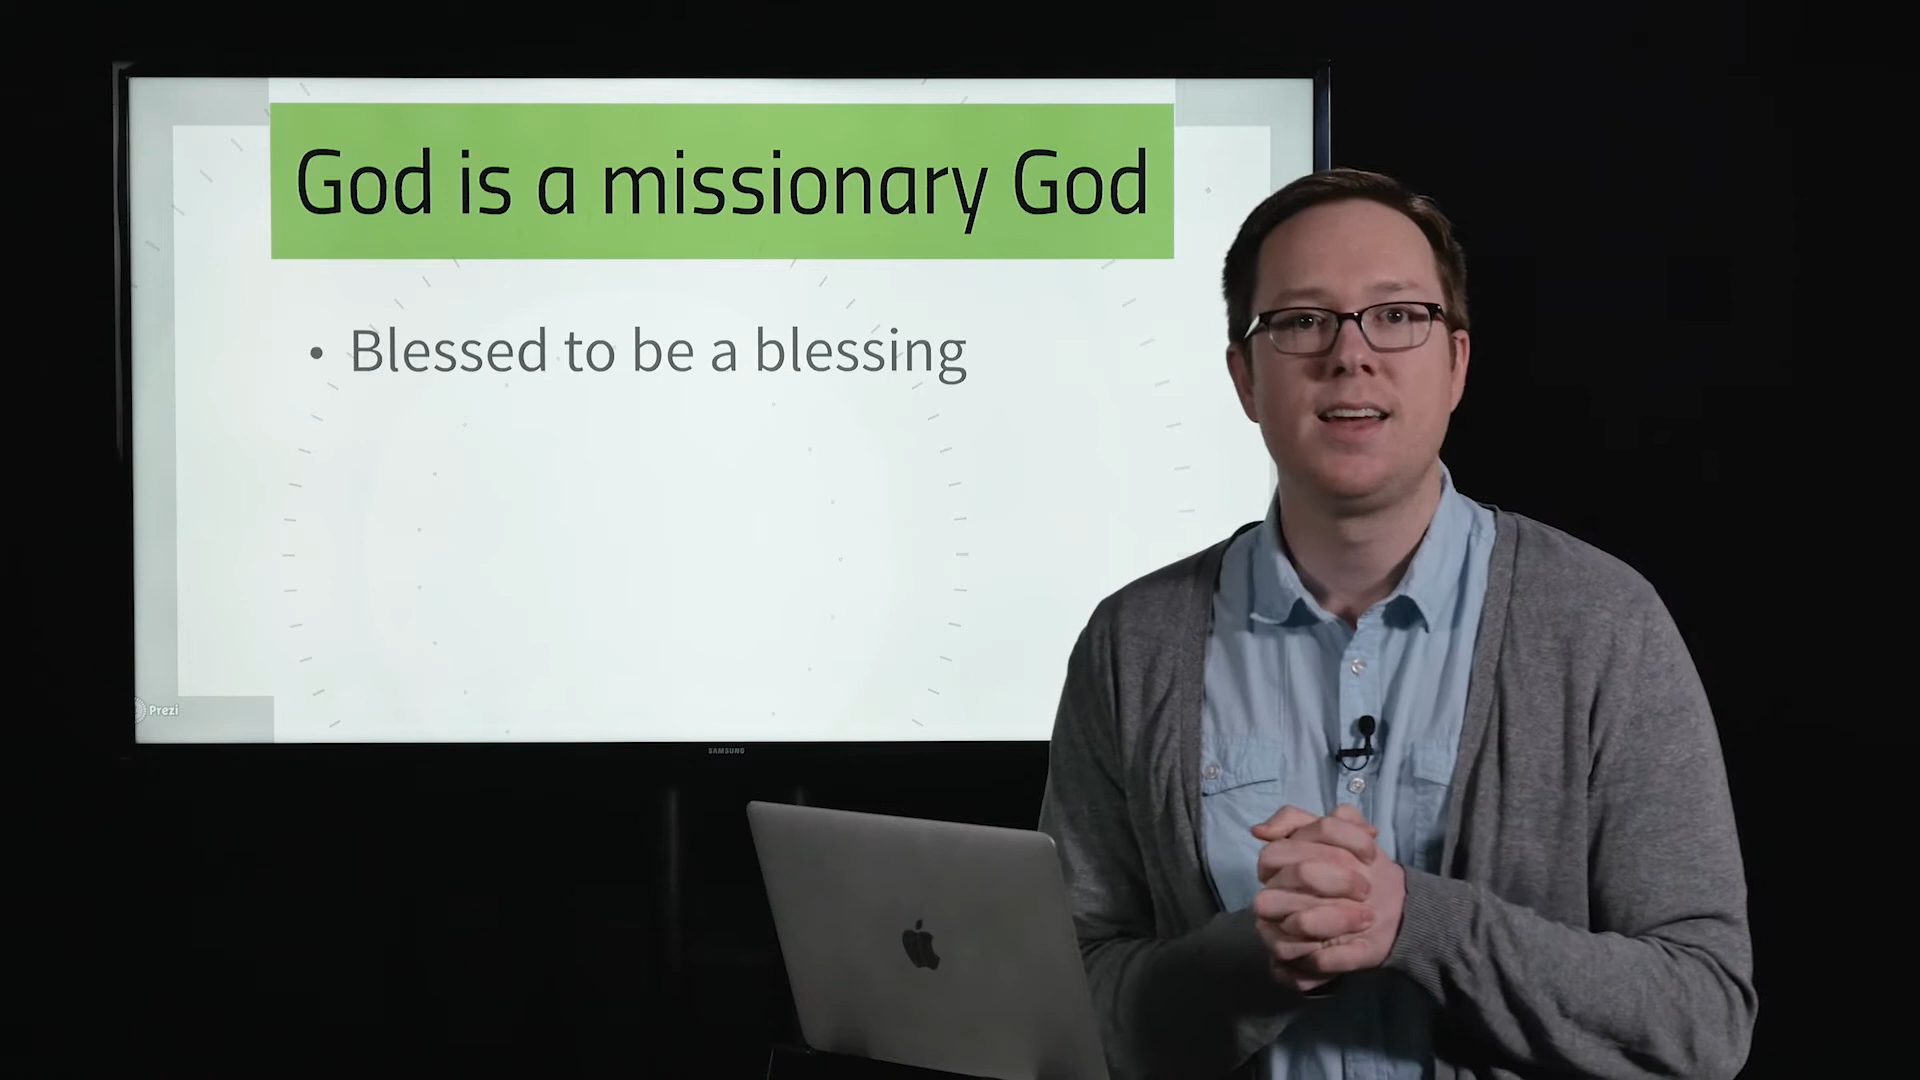 God is a missionary God
• Blessed to be a blessing
Prezi
SAMSUNG